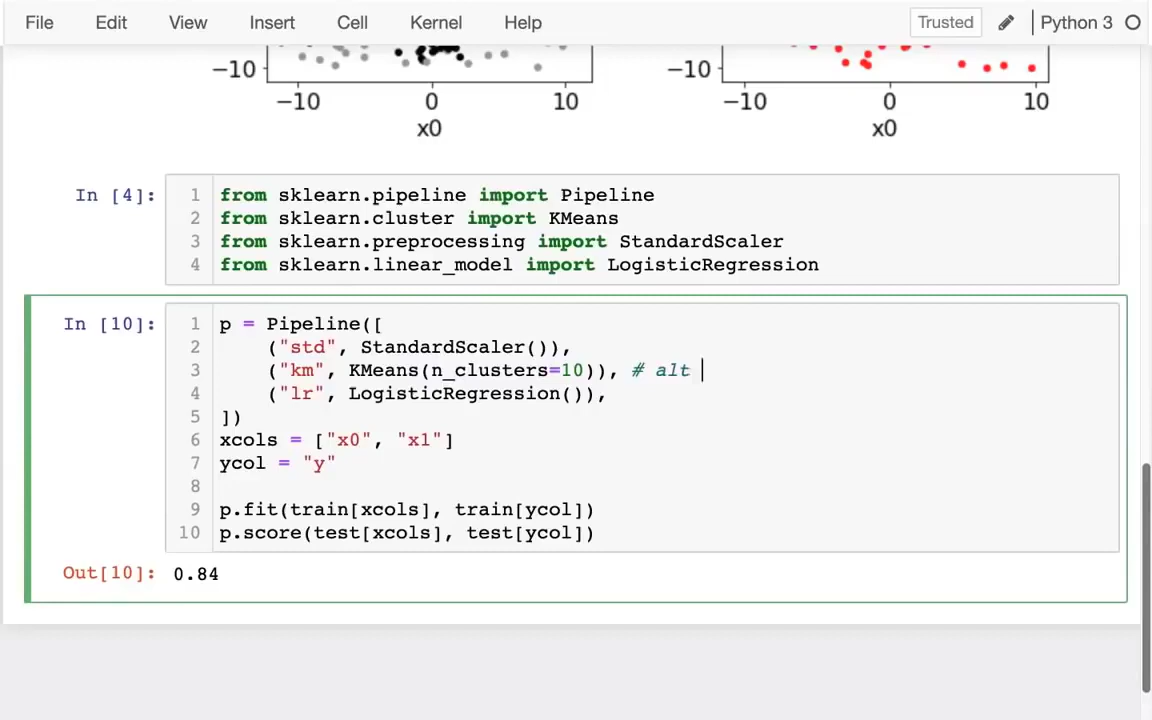 File Edit View Insert Cell Kernel Help Trusted Python 3
−10 −10
−10 0 10 −10 0 10
x0 x0
In [4]:
1 from sklearn.pipeline import Pipeline
2 from sklearn.cluster import KMeans
3 from sklearn.preprocessing import StandardScaler
4 from sklearn.linear_model import LogisticRegression
In [10]:
1 p = Pipeline([
2     ("std", StandardScaler()),
3     ("km", KMeans(n_clusters=10)), # alt
4     ("lr", LogisticRegression()),
5 ])
6 xcols = ["x0", "x1"]
7 ycol = "y"
8
9 p.fit(train[xcols], train[ycol])
10 p.score(test[xcols], test[ycol])
Out[10]: 0.84